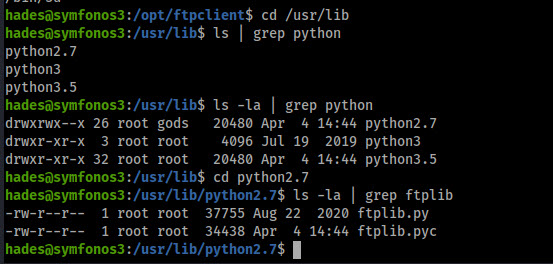 hades@symfonos3:/opt/ftpclient$ cd /usr/lib
hades@symfonos3:/usr/lib$ ls | grep python
python2.7
python3
python3.5
hades@symfonos3:/usr/lib$ ls -la | grep python
drwxrwx--x 26 root gods   20480 Apr  4 14:44 python2.7
drwxr-xr-x  3 root root    4096 Jul 19  2019 python3
drwxr-xr-x 32 root root   20480 Apr  4 14:44 python3.5
hades@symfonos3:/usr/lib$ cd python2.7
hades@symfonos3:/usr/lib/python2.7$ ls -la | grep ftplib
-rw-r--r--  1 root root  37755 Aug 22  2020 ftplib.py
-rw-r--r--  1 root root  34438 Apr  4 14:44 ftplib.pyc
hades@symfonos3:/usr/lib/python2.7$